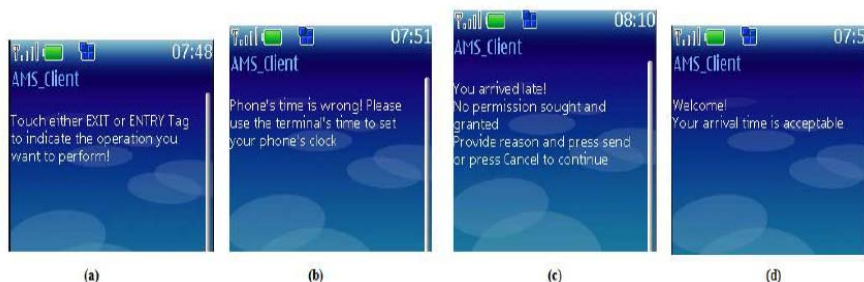 07:48
AMS_Client
Touch either EXIT or ENTRY Tag
to indicate the operation you
want to perform!
(a)
07:51
AMS_Client
Phone's time is wrong! Please
use the terminal's time to set
your phone's clock
(b)
08:10
AMS_Client
You arrived late!
No permission sought and
granted
Provide reason and press send
or press Cancel to continue
(c)
07:5
AMS_Client
Welcome!
Your arrival time is acceptable
(d)